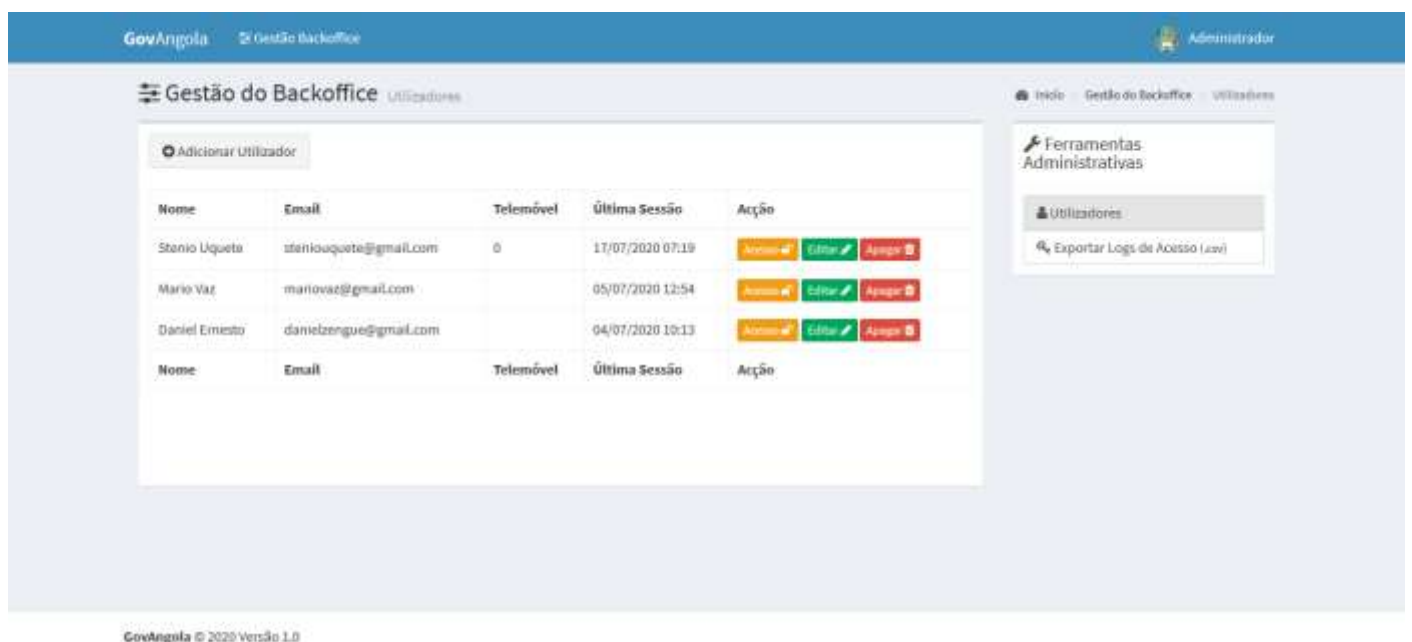 GovAngola Gestão Backoffice Administrador
Gestão do Backoffice Utilizadores
Início Gestão do Backoffice Utilizadores
Adicionar Utilizador
Nome Email Telemóvel Última Sessão Acção
Stenio Uquete steniouquete@gmail.com 0 17/07/2020 07:19 Acesso Editar Apagar
Mario Vaz mariovaz@gmail.com 05/07/2020 12:54 Acesso Editar Apagar
Daniel Ernesto danielzengue@gmail.com 04/07/2020 10:13 Acesso Editar Apagar
Nome Email Telemóvel Última Sessão Acção
Ferramentas
Administrativas
Utilizadores
Exportar Logs de Acesso (.csv)
GovAngola © 2020 Versão 1.0